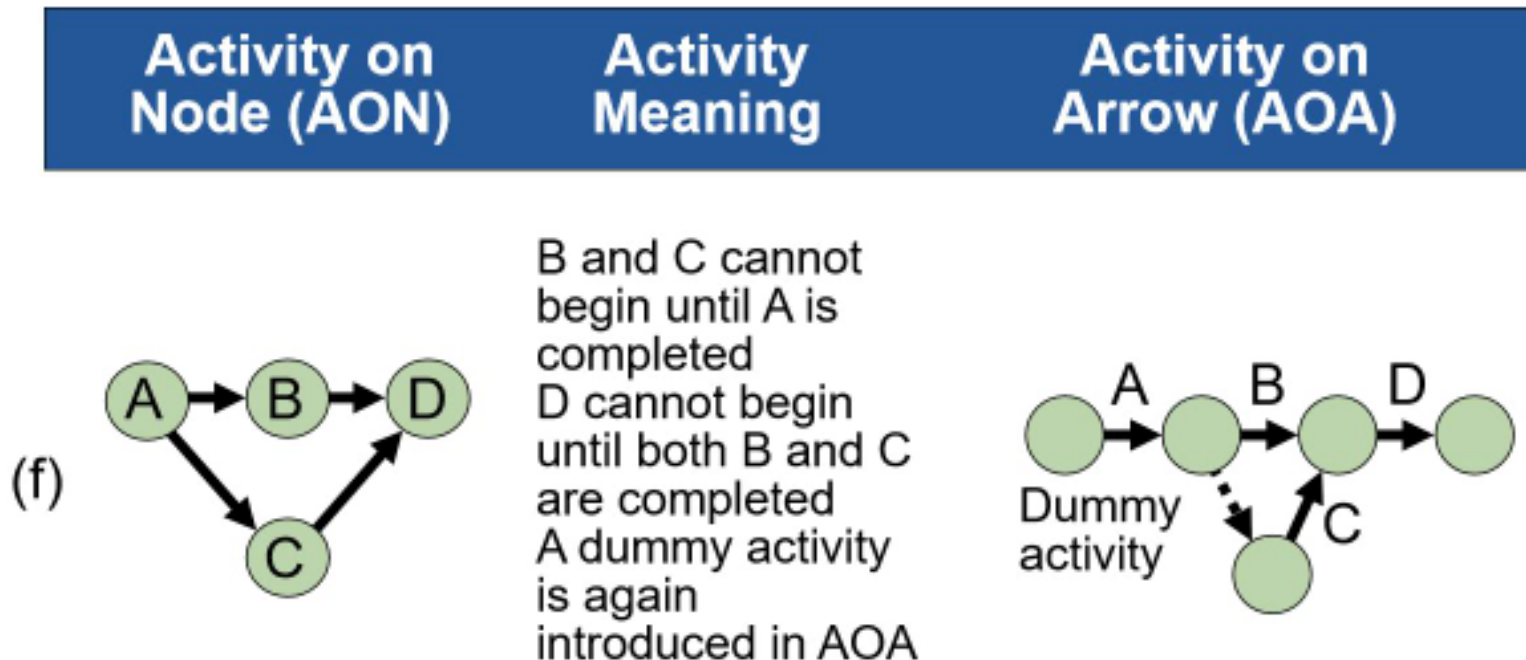 Activity on
Node (AON)
Activity
Meaning
Activity on
Arrow (AOA)
(f)
A
B
D
C
B and C cannot
begin until A is
completed
D cannot begin
until both B and C
are completed
A dummy activity
is again
introduced in AOA
A
B
D
Dummy
activity
C